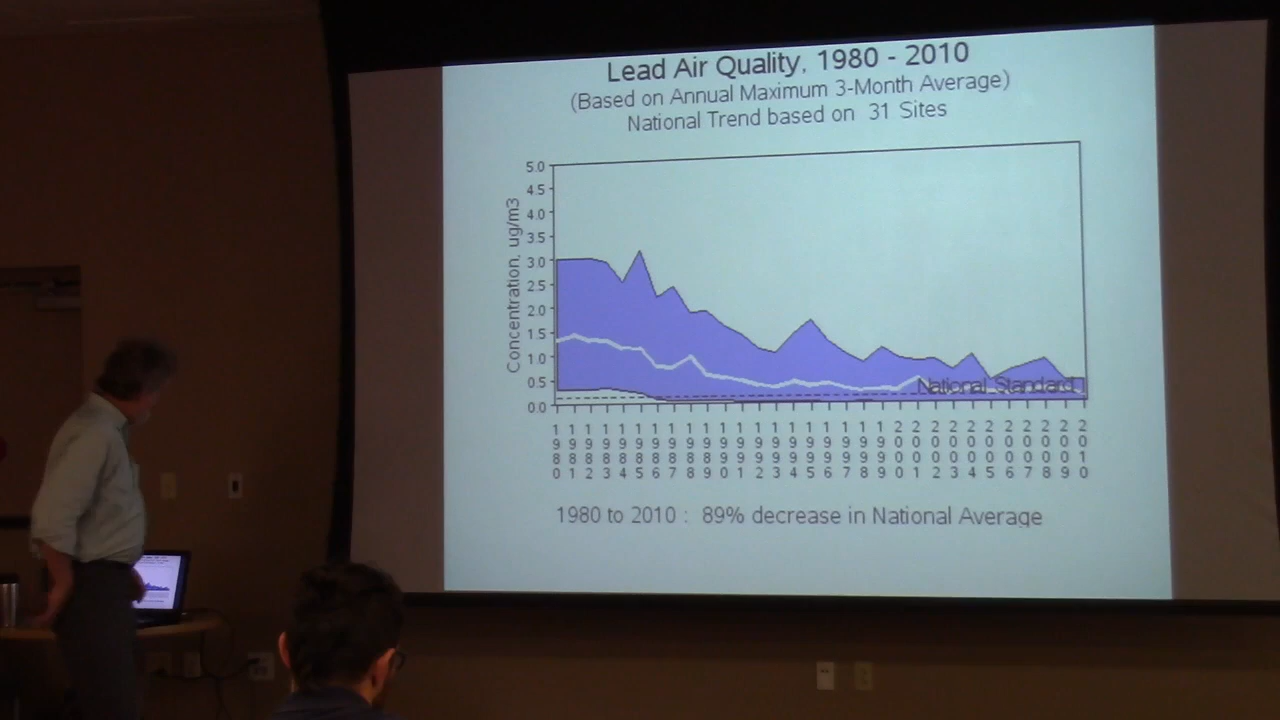 Lead Air Quality, 1980 - 2010
(Based on Annual Maximum 3-Month Average)
National Trend based on 31 Sites
Concentration, ug/m3
5.0
4.5
4.0
3.5
3.0
2.5
2.0
1.5
1.0
0.5
0.0
National Standard
1980 1981 1982 1983 1984 1985 1986 1987 1988 1989 1990 1991 1992 1993 1994 1995 1996 1997 1998 1999 2000 2001 2002 2003 2004 2005 2006 2007 2008 2009 2010
1980 to 2010 : 89% decrease in National Average